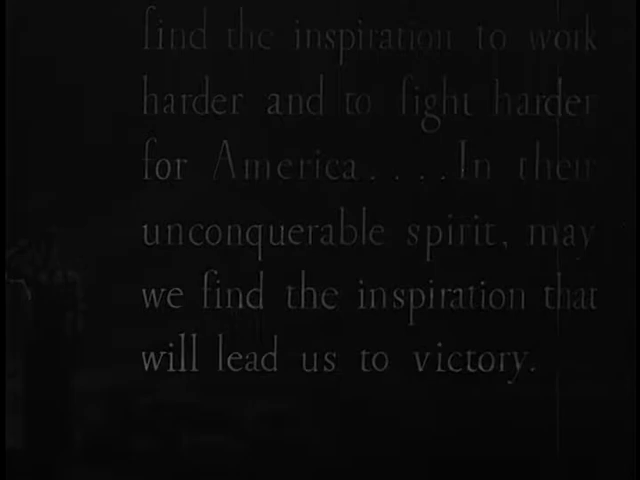 find the inspiration to work
harder and to fight harder
for America....In their
unconquerable spirit, may
we find the inspiration that
will lead us to victory.